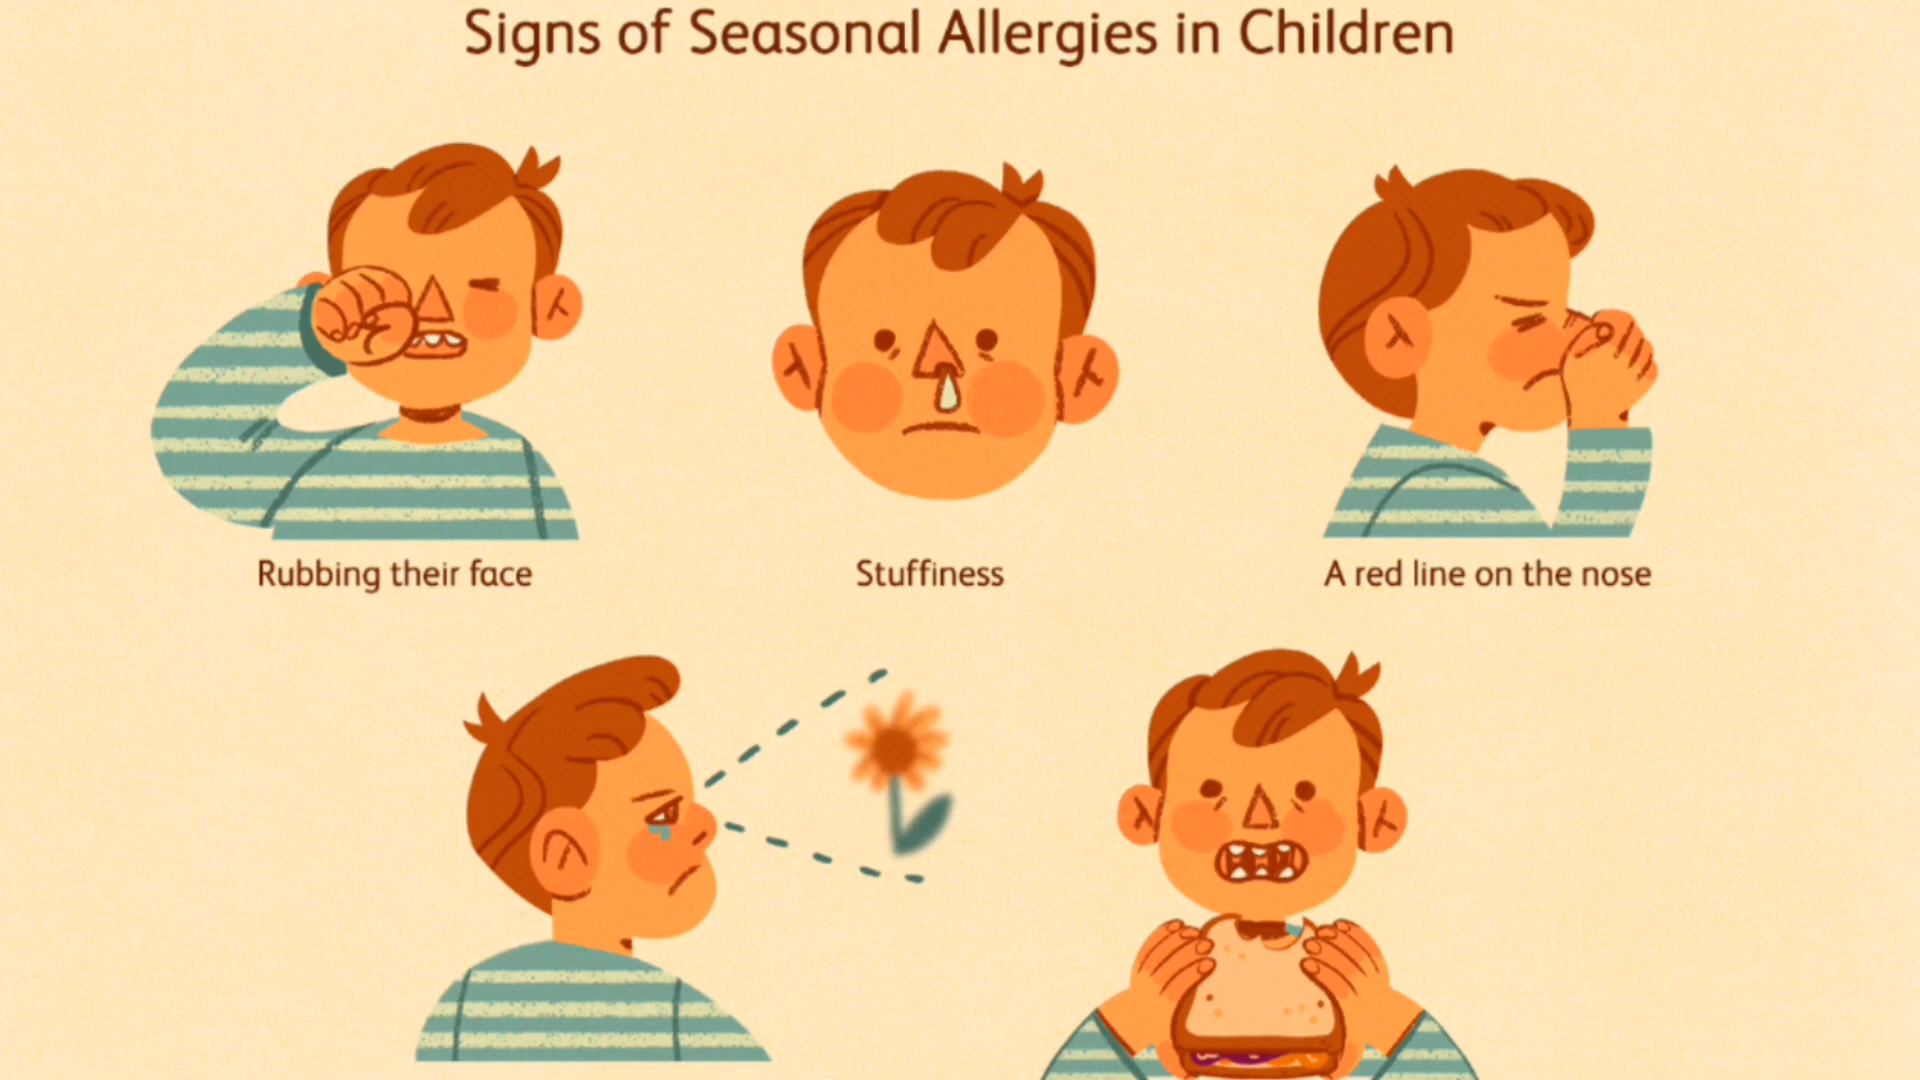 Signs of Seasonal Allergies in Children
Rubbing their face
Stuffiness
A red line on the nose